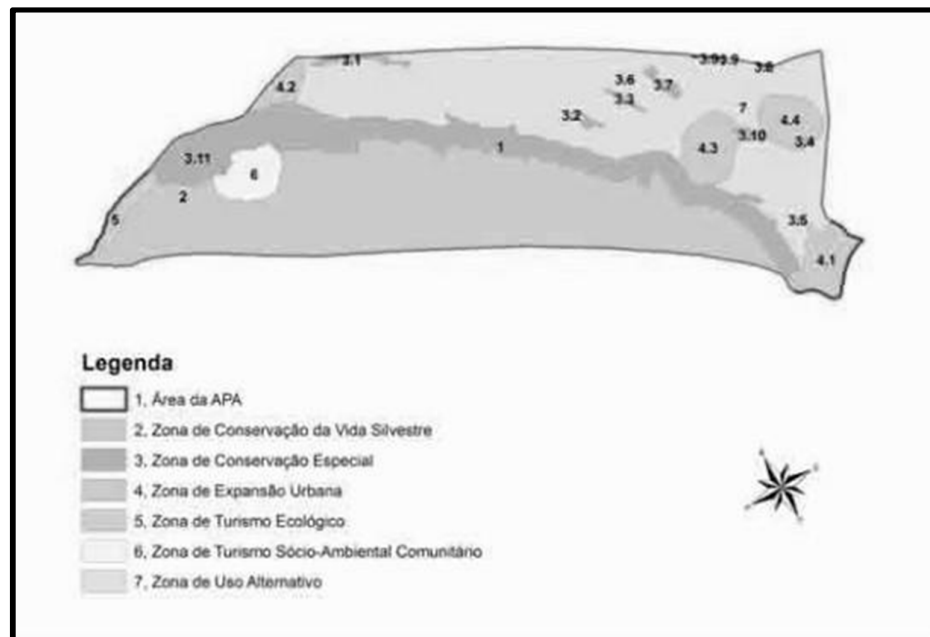 3.1
3.9 3.9
3.8
4.2
3.6
3.7
3.3
7
3.2
4.4
3.10
3.4
4.3
1
3.11
6
2
5
3.5
4.1
Legenda
1, Área da APA
2, Zona de Conservação da Vida Silvestre
3, Zona de Conservação Especial
4, Zona de Expansão Urbana
5, Zona de Turismo Ecológico
6, Zona de Turismo Sócio-Ambiental Comunitário
7, Zona de Uso Alternativo